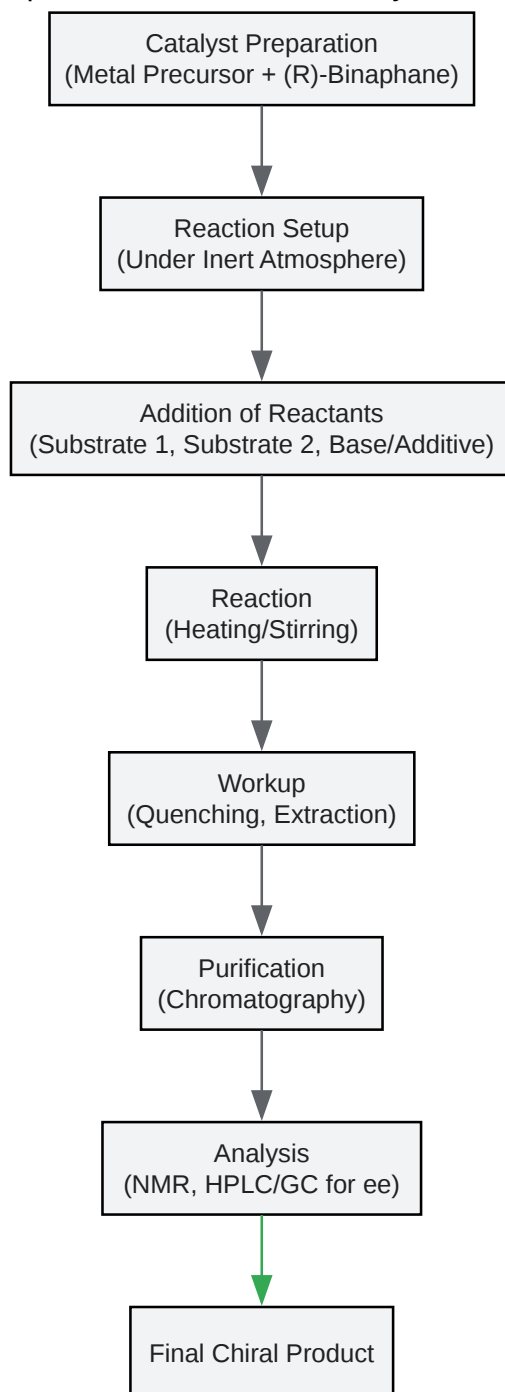 Catalyst Preparation
(Metal Precursor + (R)-Binaphane)
Reaction Setup
(Under Inert Atmosphere)
Addition of Reactants
(Substrate 1, Substrate 2, Base/Additive)
Reaction
(Heating/Stirring)
Workup
(Quenching, Extraction)
Purification
(Chromatography)
Analysis
(NMR, HPLC/GC for ee)
Final Chiral Product